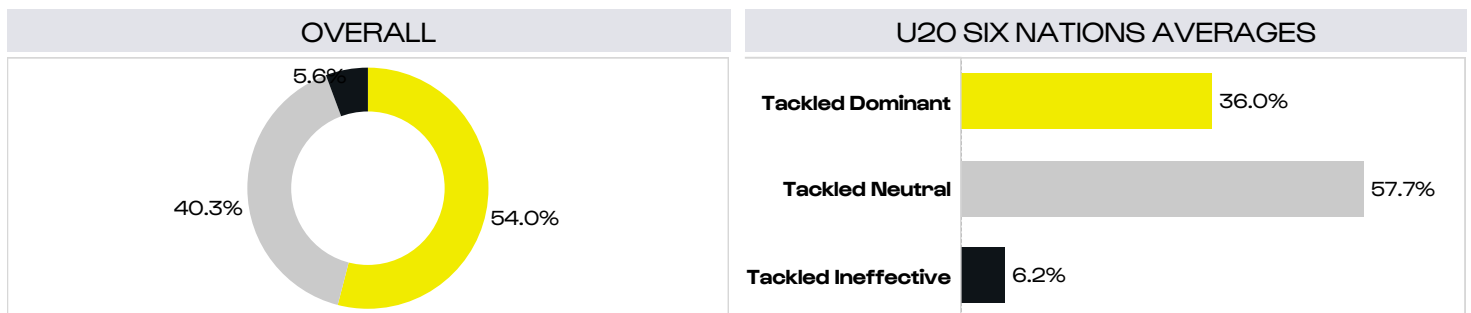 OVERALL
5.6%
40.3%
54.0%
U20 SIX NATIONS AVERAGES
Tackled Dominant 36.0%
Tackled Neutral 57.7%
Tackled Ineffective 6.2%